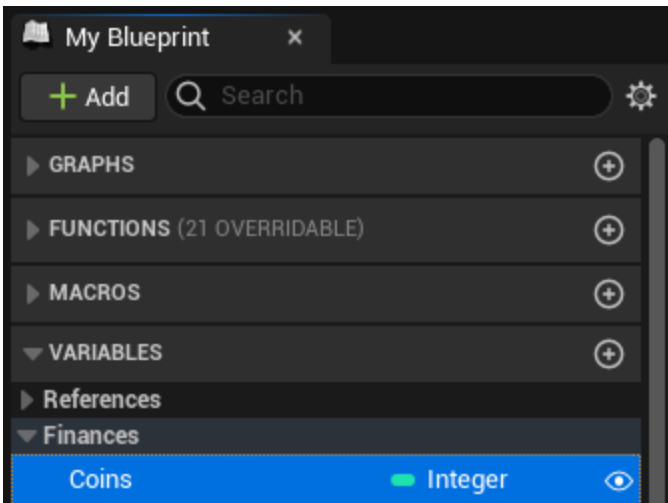 My Blueprint
Add Search
GRAPHS
FUNCTIONS (21 OVERRIDABLE)
MACROS
VARIABLES
References
Finances
Coins Integer